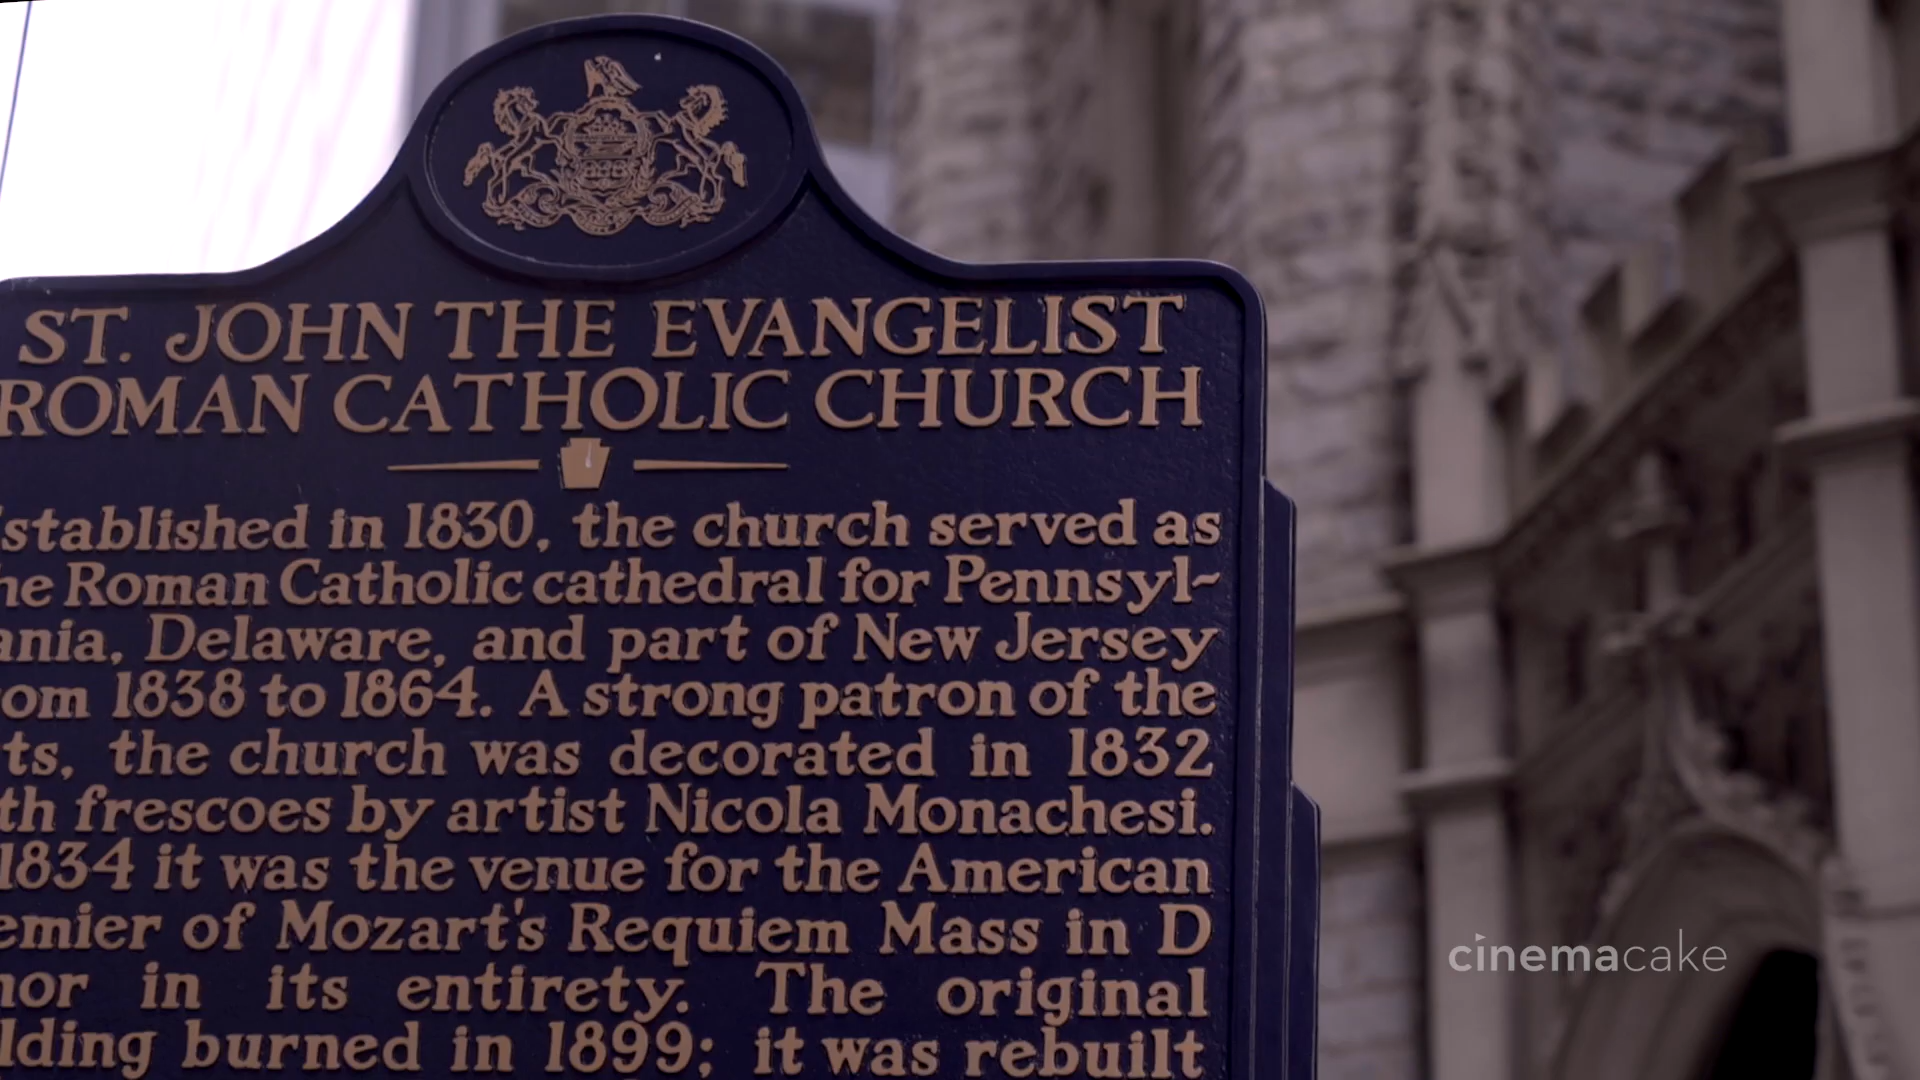 ST. JOHN THE EVANGELIST
ROMAN CATHOLIC CHURCH
stablished in 1830, the church served as
he Roman Catholic cathedral for Pennsyl-
ania, Delaware, and part of New Jersey
om 1838 to 1864. A strong patron of the
ts, the church was decorated in 1832
th frescoes by artist Nicola Monachesi.
1834 it was the venue for the American
emier of Mozart's Requiem Mass in D
nor in its entirety. The original
lding burned in 1899; it was rebuilt
cinemacake